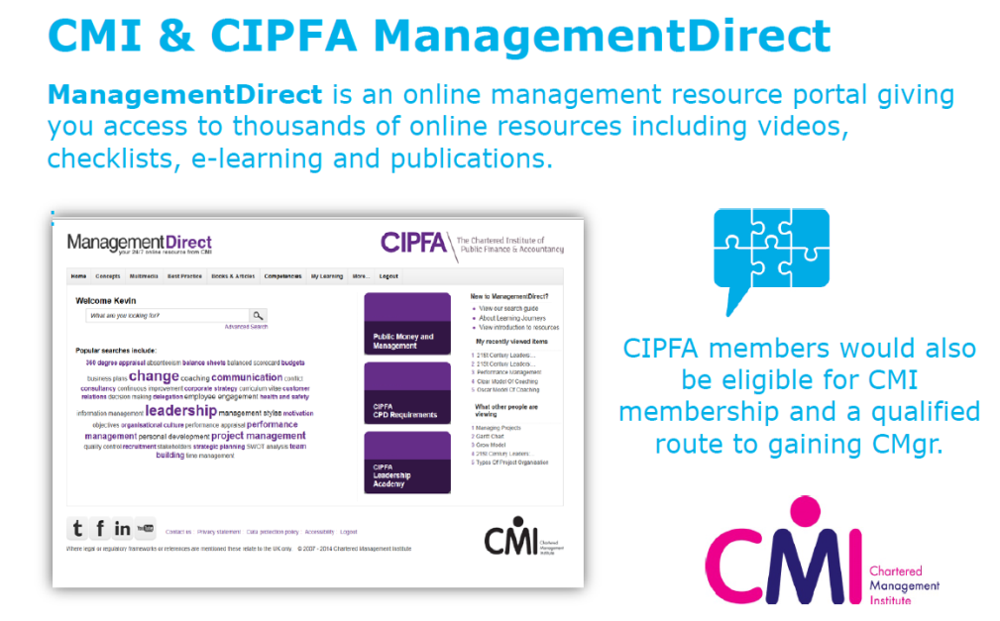 CMI & CIPFA ManagementDirect
ManagementDirect is an online management resource portal giving
you access to thousands of online resources including videos,
checklists, e-learning and publications.
ManagementDirect
your 24/7 online resource from CMI
CIPFA
The Chartered Institute of
Public Finance & Accountancy
Home Concepts Multimedia Best Practice Books & Articles Competencies My Learning More... Logout
Welcome Kevin
What are you looking for?
Advanced Search
Popular searches include:
360 degree appraisal absenteeism balance sheets balanced scorecard budgets
business plans change coaching communication conflict
consultancy continuous improvement corporate strategy curriculum vitae customer
relations decision making delegation employee engagement health and safety
information management leadership management styles motivation
objectives organisational culture performance appraisal performance
management personal development project management
quality control recruitment stakeholders strategic planning SWOT analysis team
building time management
Public Money and
Management
CIPFA
CPD Requirements
CIPFA
Leadership
Academy
New to ManagementDirect?
View our search guide
About Learning Journeys
View introduction to resources
My recently viewed items
1 21st Century Leaders:...
2 21st Century Leaders:...
3 Performance Management
4 Clear Model Of Coaching
5 Oscar Model Of Coaching
What other people are
viewing
1 Managing Projects
2 Gantt Chart
3 Grow Model
4 21st Century Leaders:...
5 Types Of Project Organisation
t f in You Tube
Contact us Privacy statement Data protection policy Accessibility Logout
Where legal or regulatory frameworks or references are mentioned these relate to the UK only. © 2007 - 2014 Chartered Management Institute
CMI
Chartered
Management
Institute
CIPFA members would also
be eligible for CMI
membership and a qualified
route to gaining CMgr.
CMI
Chartered
Management
Institute